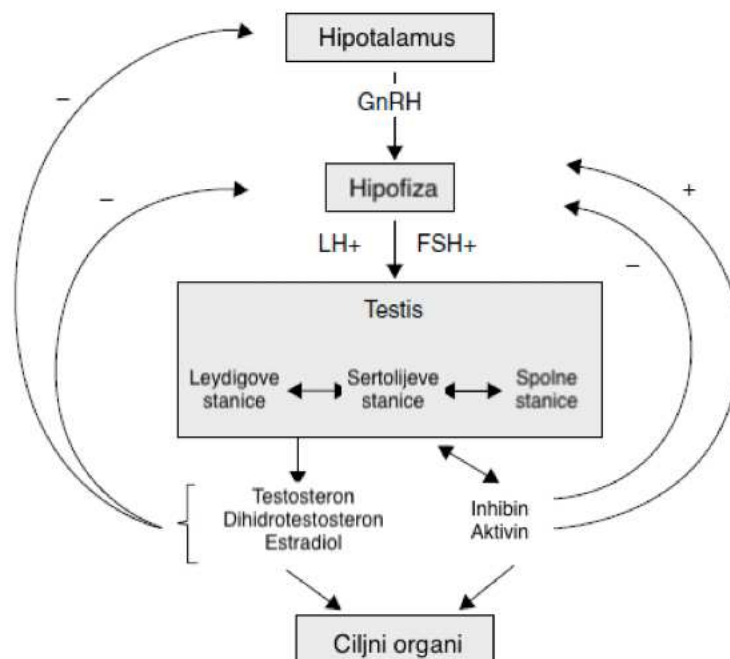 Hipotalamus
–
GnRH
Hipofiza
–
+
LH+
FSH+
–
Testis
Leydigove
stanice
Sertolijeve
stanice
Spolne
stanice
Testosteron
Dihidrotestosteron
Estradiol
Inhibin
Aktivin
Ciljni organi